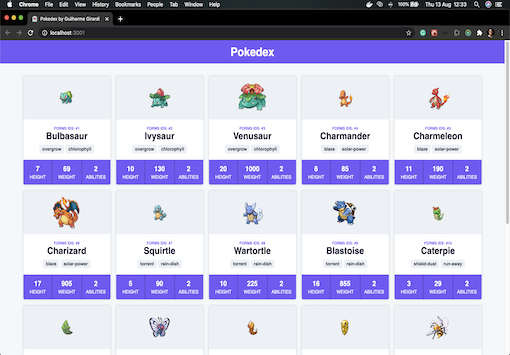 Chrome File Edit View History Bookmarks People Tab Window Help 100% Thu 13 Aug 12:33
Pokedex by Guilherme Girardi
localhost:3001
Pokedex
FORMS IDS: #1 FORMS IDS: #2 FORMS IDS: #3 FORMS IDS: #4 FORMS IDS: #5
Bulbasaur Ivysaur Venusaur Charmander Charmeleon
overgrow chlorophyll overgrow chlorophyll overgrow chlorophyll blaze solar-power blaze solar-power
7 69 2 10 130 2 20 1000 2 6 85 2 11 190 2
HEIGHT WEIGHT ABILITIES HEIGHT WEIGHT ABILITIES HEIGHT WEIGHT ABILITIES HEIGHT WEIGHT ABILITIES HEIGHT WEIGHT ABILITIES
FORMS IDS: #6 FORMS IDS: #7 FORMS IDS: #8 FORMS IDS: #9 FORMS IDS: #10
Charizard Squirtle Wartortle Blastoise Caterpie
blaze solar-power torrent rain-dish torrent rain-dish torrent rain-dish shield-dust run-away
17 905 2 5 90 2 10 225 2 16 855 2 3 29 2
HEIGHT WEIGHT ABILITIES HEIGHT WEIGHT ABILITIES HEIGHT WEIGHT ABILITIES HEIGHT WEIGHT ABILITIES HEIGHT WEIGHT ABILITIES